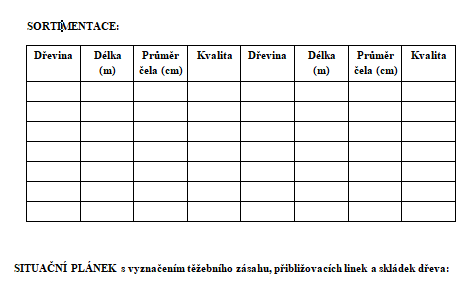 SORTIMENTACE:
Dřevina Délka (m) Průměr čela (cm) Kvalita Dřevina Délka (m) Průměr čela (cm) Kvalita
SITUAČNÍ PLÁNEK s vyznačením těžebního zásahu, přibližovacích linek a skládek dřeva: